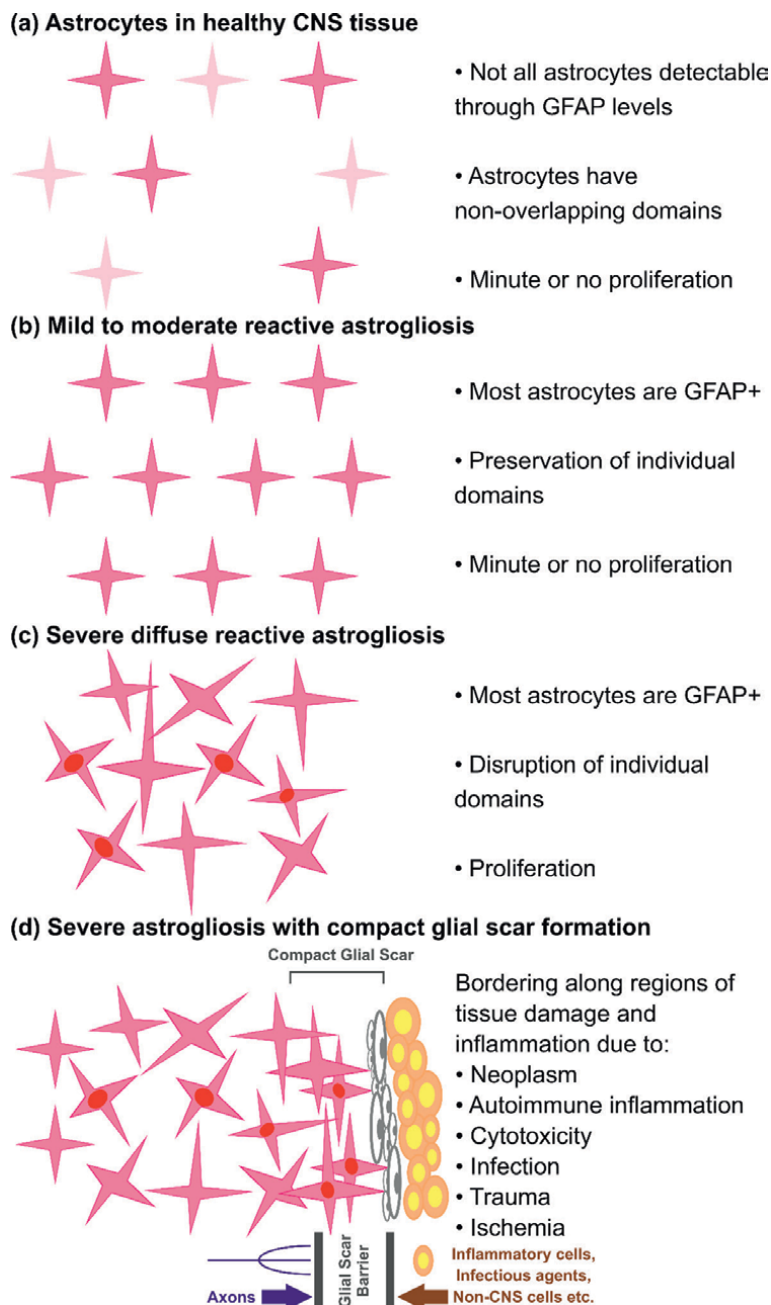 (a) Astrocytes in healthy CNS tissue
• Not all astrocytes detectable
through GFAP levels
• Astrocytes have
non-overlapping domains
• Minute or no proliferation
(b) Mild to moderate reactive astrogliosis
• Most astrocytes are GFAP+
• Preservation of individual
domains
• Minute or no proliferation
(c) Severe diffuse reactive astrogliosis
• Most astrocytes are GFAP+
• Disruption of individual
domains
• Proliferation
(d) Severe astrogliosis with compact glial scar formation
Compact Glial Scar
Bordering along regions of
tissue damage and
inflammation due to:
• Neoplasm
• Autoimmune inflammation
• Cytotoxicity
• Infection
• Trauma
• Ischemia
Axons
Glial Scar
Barrier
Inflammatory cells,
Infectious agents,
Non-CNS cells etc.